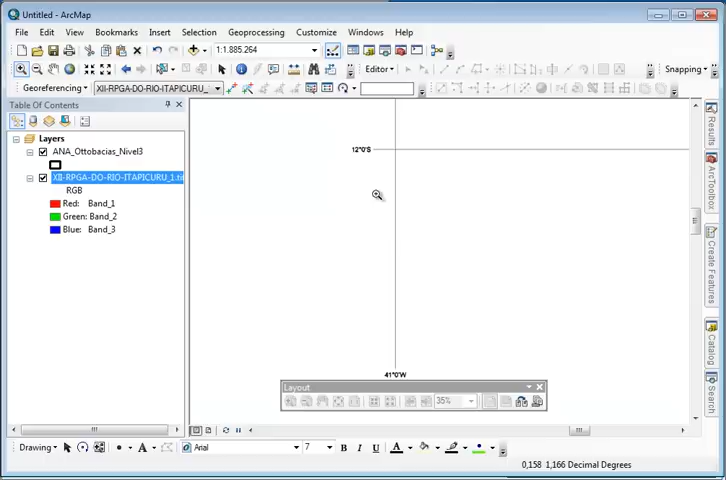 Untitled - ArcMap
File Edit View Bookmarks Insert Selection Geoprocessing Customize Windows Help
1:1.885.264
Editor
Snapping
Georeferencing XII-RPGA-DO-RIO-ITAPICURU_
Table Of Contents
Layers
ANA_Ottobacias_Nivel3
XII-RPGA-DO-RIO-ITAPICURU_1.tif
RGB
Red: Band_1
Green: Band_2
Blue: Band_3
12°0'S
41°0'W
Layout
35%
Results
ArcToolbox
Create Features
Catalog
Search
Drawing Arial 7 B I U A
0,158 1,166 Decimal Degrees